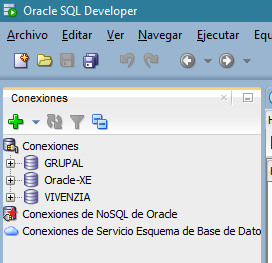 Oracle SQL Developer
Archivo Editar Ver Navegar Ejecutar Equ
Conexiones
Conexiones
GRUPAL
Oracle-XE
VIVENZIA
Conexiones de NoSQL de Oracle
Conexiones de Servicio Esquema de Base de Dato